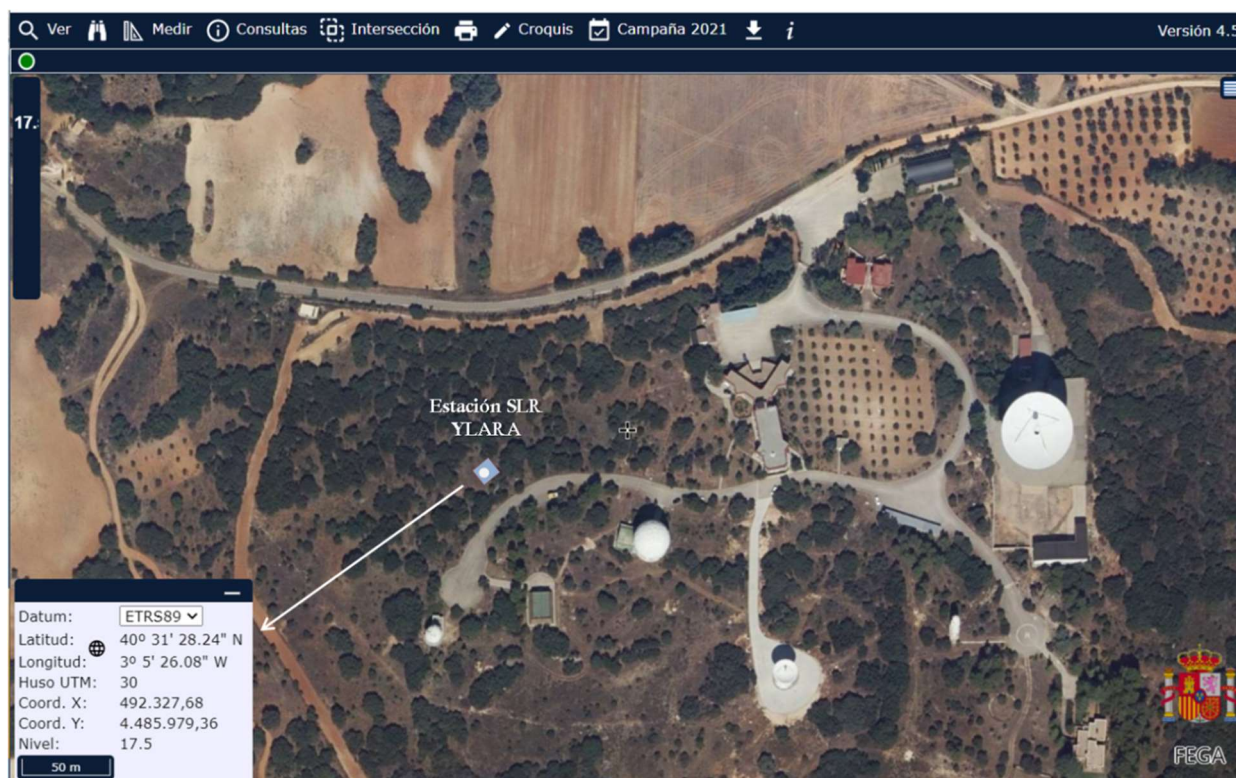 Ver Medir Consultas Intersección Croquis Campaña 2021 i Versión 4.5
17.
Estación SLR
YLARA
Datum: ETRS89
Latitud: 40º 31' 28.24" N
Longitud: 3º 5' 26.08" W
Huso UTM: 30
Coord. X: 492.327,68
Coord. Y: 4.485.979,36
Nivel: 17.5
50 m
FEGA